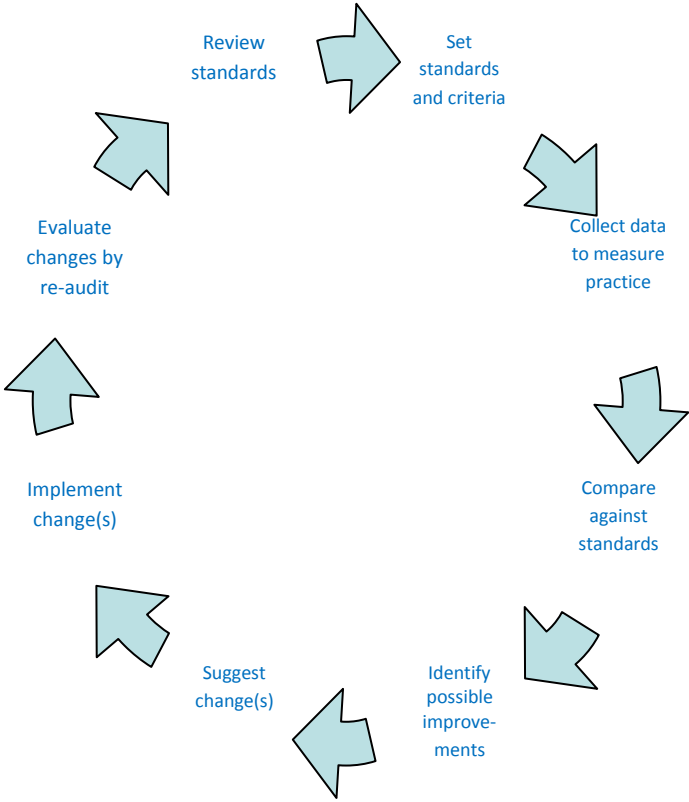 Review
standards
Set
standards
and criteria
Collect data
to measure
practice
Compare
against
standards
Identify
possible
improve-
ments
Suggest
change(s)
Implement
change(s)
Evaluate
changes by
re-audit